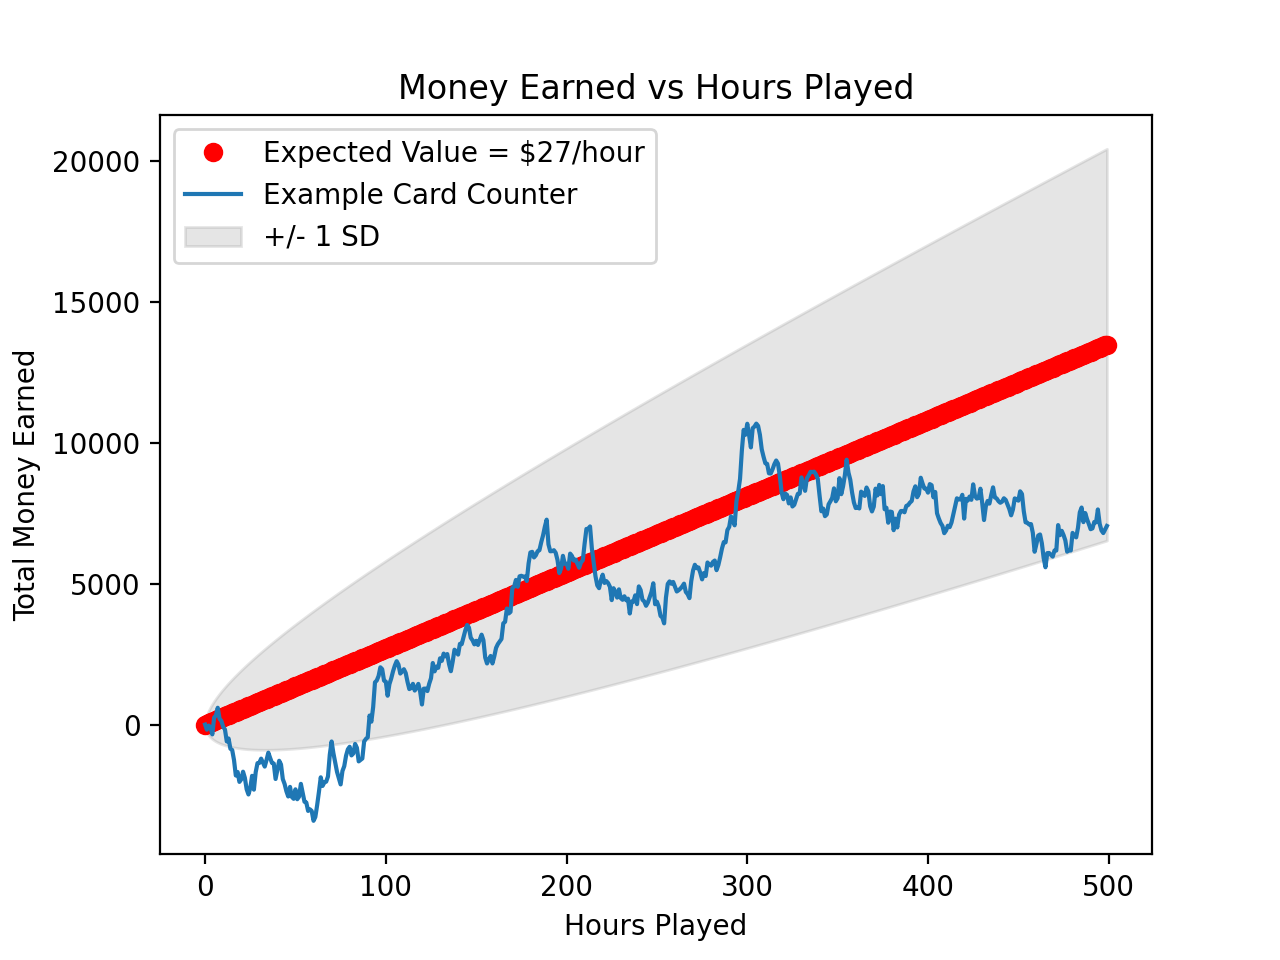 Money Earned vs Hours Played
Expected Value = $27/hour
Example Card Counter
+/- 1 SD
Total Money Earned
20000
15000
10000
5000
0
0 100 200 300 400 500
Hours Played